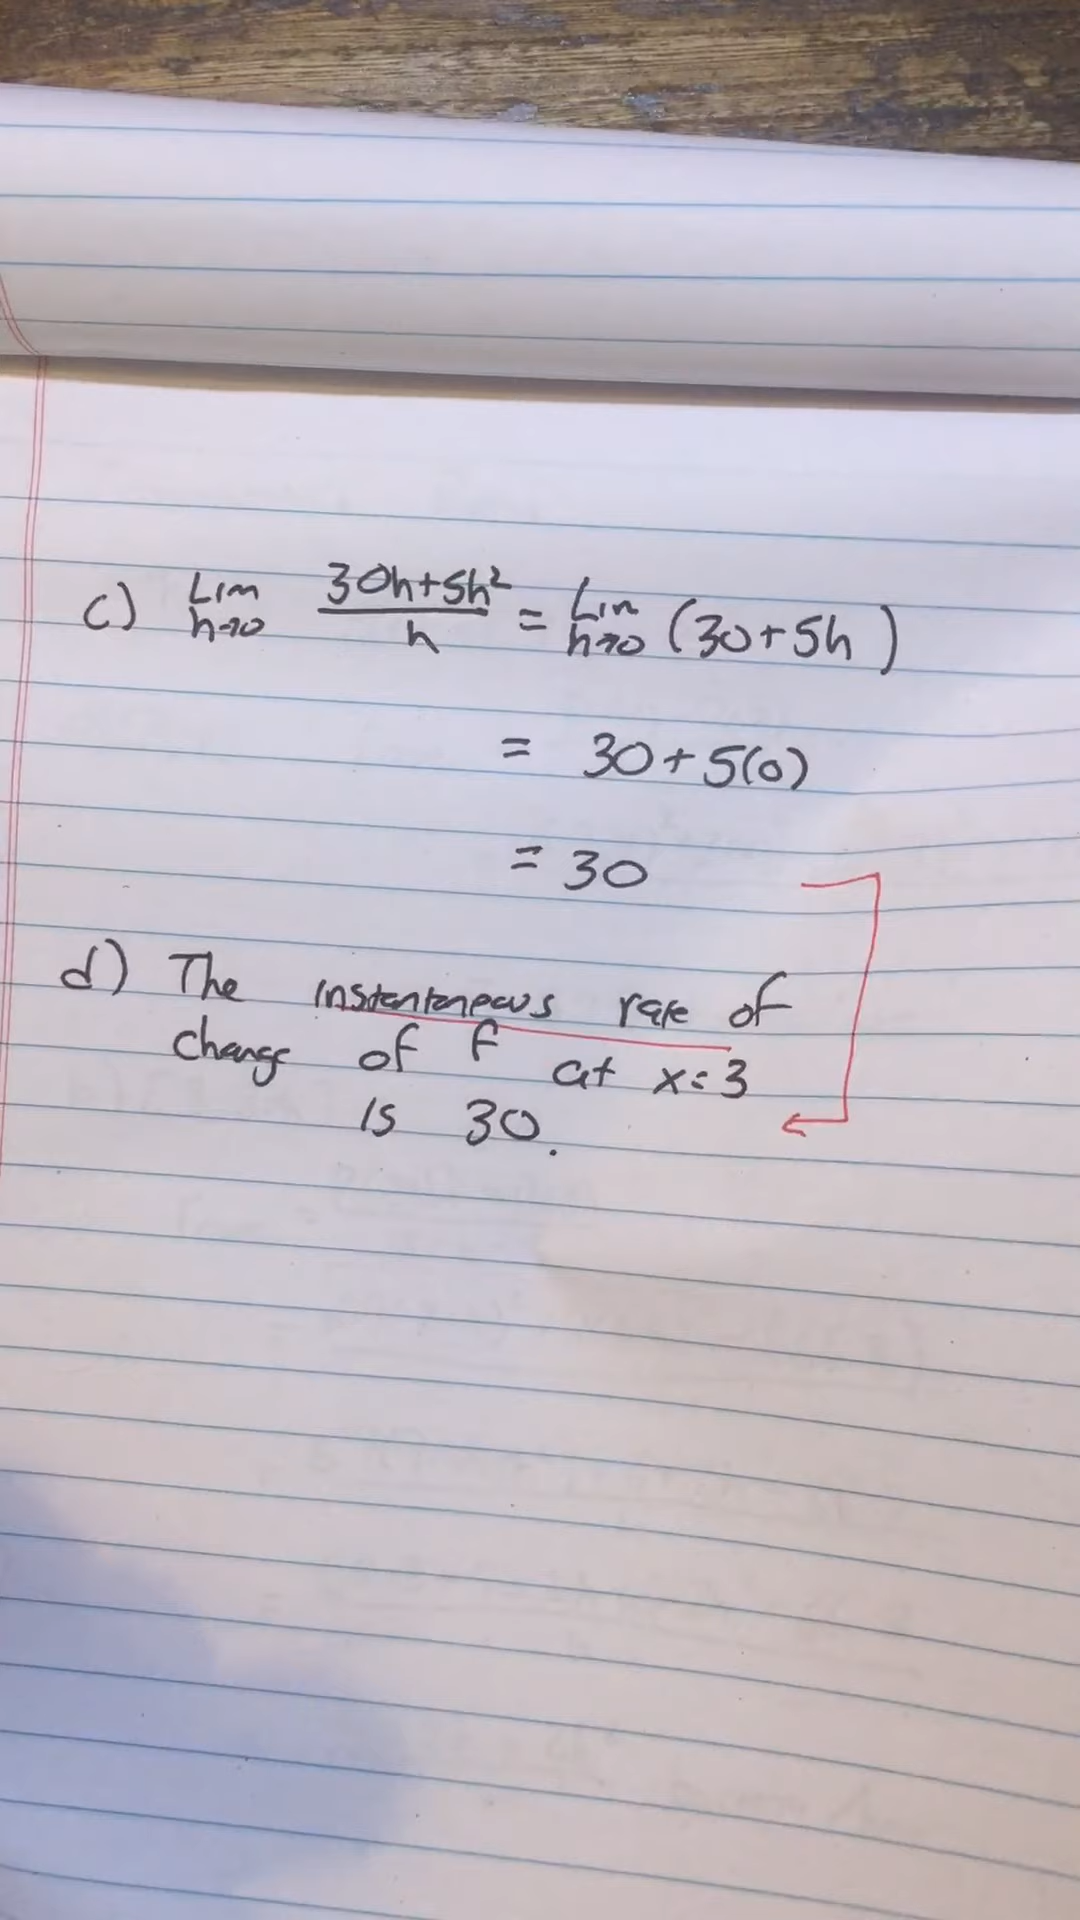 c) Lim h→0 30h+5h²/h = Lim h→0 (30+5h)
= 30+5(0)
= 30
d) The instantaneous rate of
change of f at x=3
is 30.